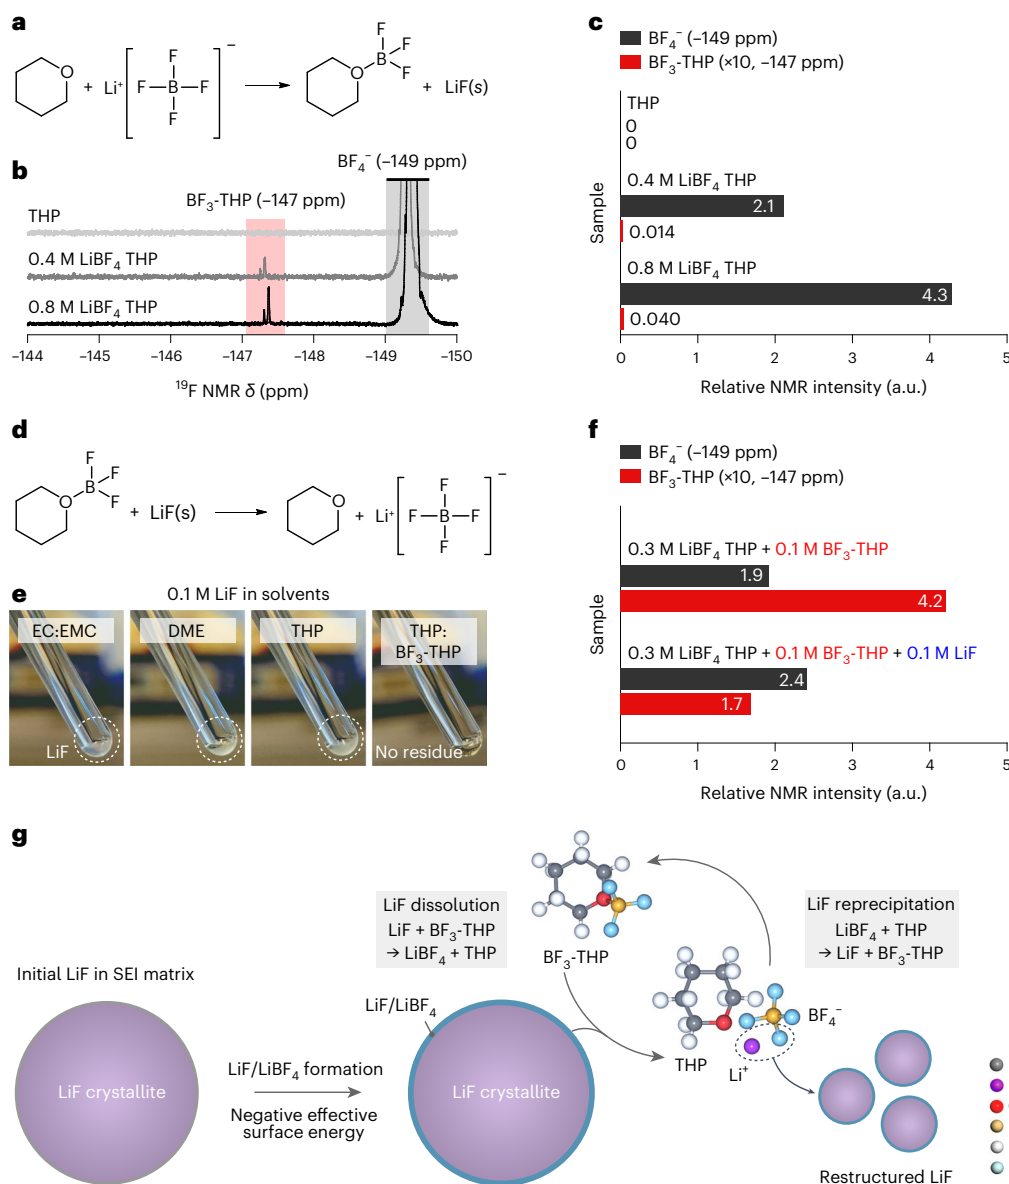 a
O
+ Li⁺
F
F—B—F
F
−
F
B
F
O
F
+ LiF(s)
b
BF₄⁻ (–149 ppm)
BF₃-THP (–147 ppm)
THP
0.4 M LiBF₄ THP
0.8 M LiBF₄ THP
–144 –145 –146 –147 –148 –149 –150
¹⁹F NMR δ (ppm)
c
BF₄⁻ (–149 ppm)
BF₃-THP (×10, –147 ppm)
Sample
THP
0
0
0.4 M LiBF₄ THP
2.1
0.014
0.8 M LiBF₄ THP
4.3
0.040
0 1 2 3 4 5
Relative NMR intensity (a.u.)
d
F
B
F
O
F
+ LiF(s)
O
+ Li⁺
F
F—B—F
F
−
e
0.1 M LiF in solvents
EC:EMC
DME
THP
THP:
BF₃-THP
LiF
No residue
f
BF₄⁻ (–149 ppm)
BF₃-THP (×10, –147 ppm)
Sample
0.3 M LiBF₄ THP + 0.1 M BF₃-THP
1.9
4.2
0.3 M LiBF₄ THP + 0.1 M BF₃-THP + 0.1 M LiF
2.4
1.7
0 1 2 3 4 5
Relative NMR intensity (a.u.)
g
Initial LiF in SEI matrix
LiF crystallite
LiF/LiBF₄ formation
Negative effective
surface energy
LiF dissolution
LiF + BF₃-THP
→ LiBF₄ + THP
LiF/LiBF₄
LiF crystallite
BF₃-THP
THP
Li⁺
BF₄⁻
LiF reprecipitation
LiBF₄ + THP
→ LiF + BF₃-THP
Restructured LiF